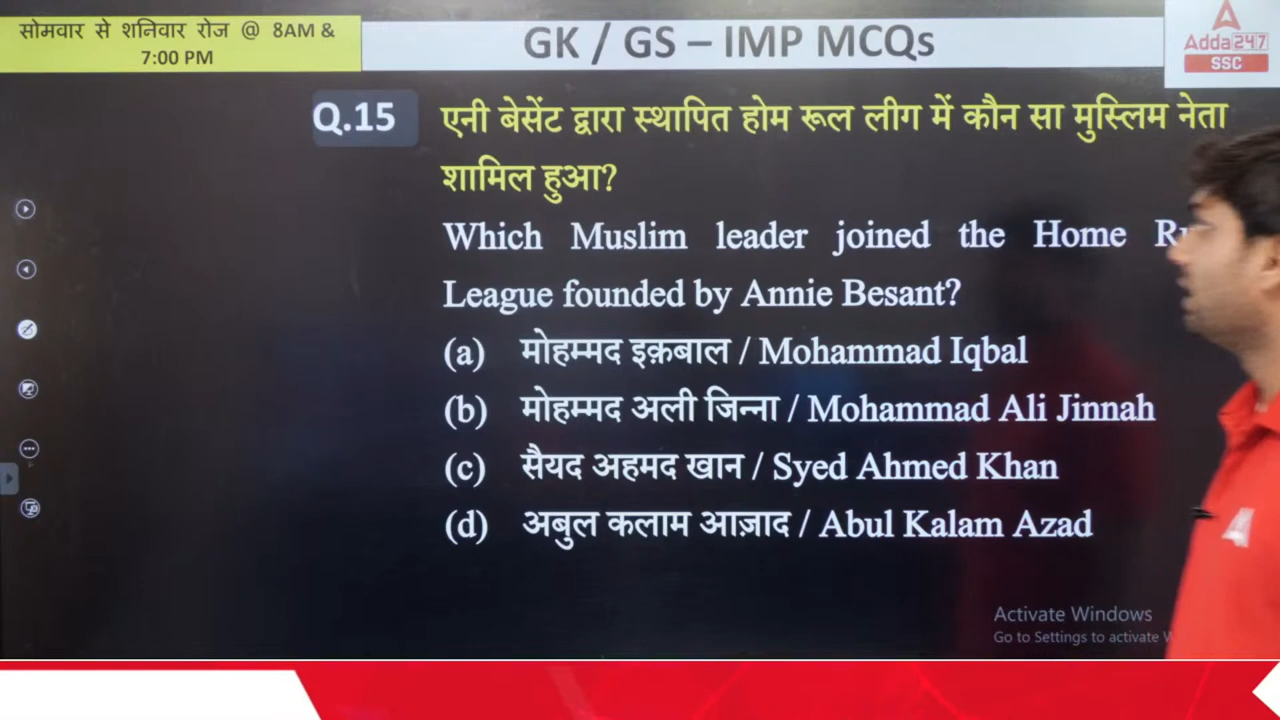 सोमवार से शनिवार रोज @ 8AM &
7:00 PM
GK / GS – IMP MCQs
Adda 247
SSC
Q.15
एनी बेसेंट द्वारा स्थापित होम रूल लीग में कौन सा मुस्लिम नेता
शामिल हुआ?
Which Muslim leader joined the Home
League founded by Annie Besant?
(a) मोहम्मद इक़बाल / Mohammad Iqbal
(b) मोहम्मद अली जिन्ना / Mohammad Ali Jinnah
(c) सैयद अहमद खान / Syed Ahmed Khan
(d) अबुल कलाम आज़ाद / Abul Kalam Azad
Activate Windows
Go to Settings to activate